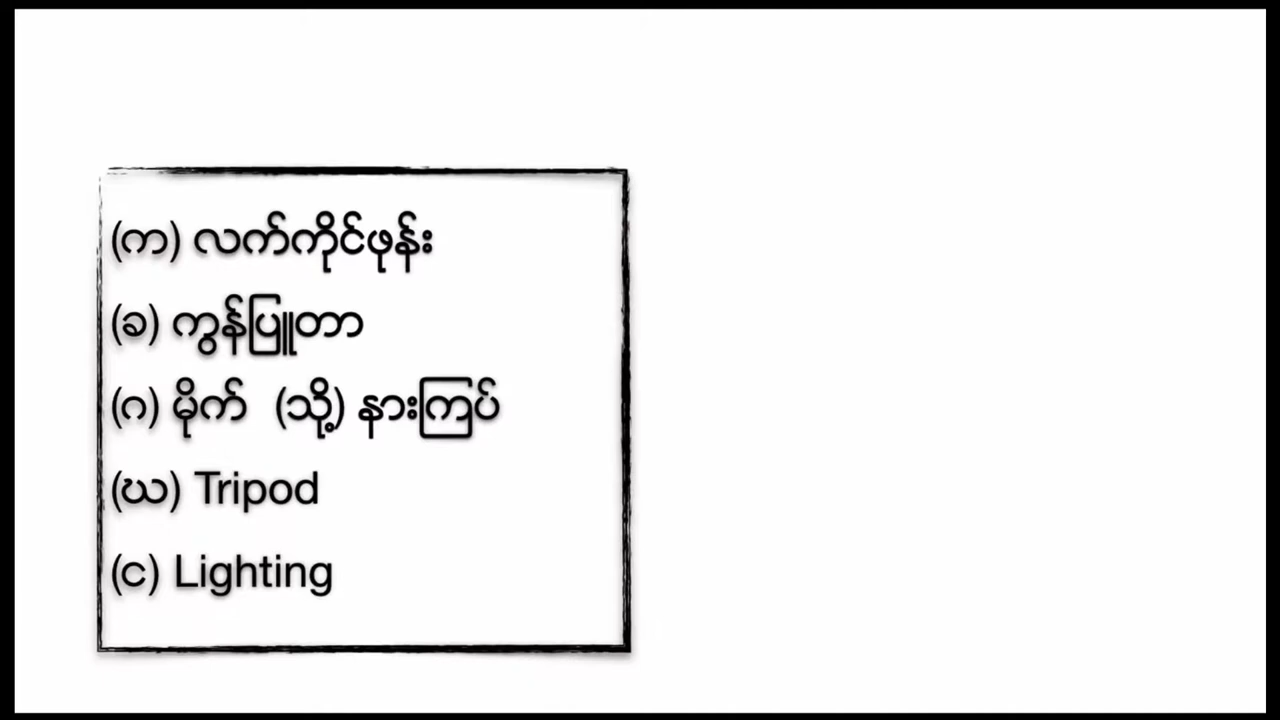 (က) လက်ကိုင်ဖုန်း
(ခ) ကွန်ပြူတာ
(ဂ) မိုက် (သို့) နားကြပ်
(ဃ) Tripod
(င) Lighting